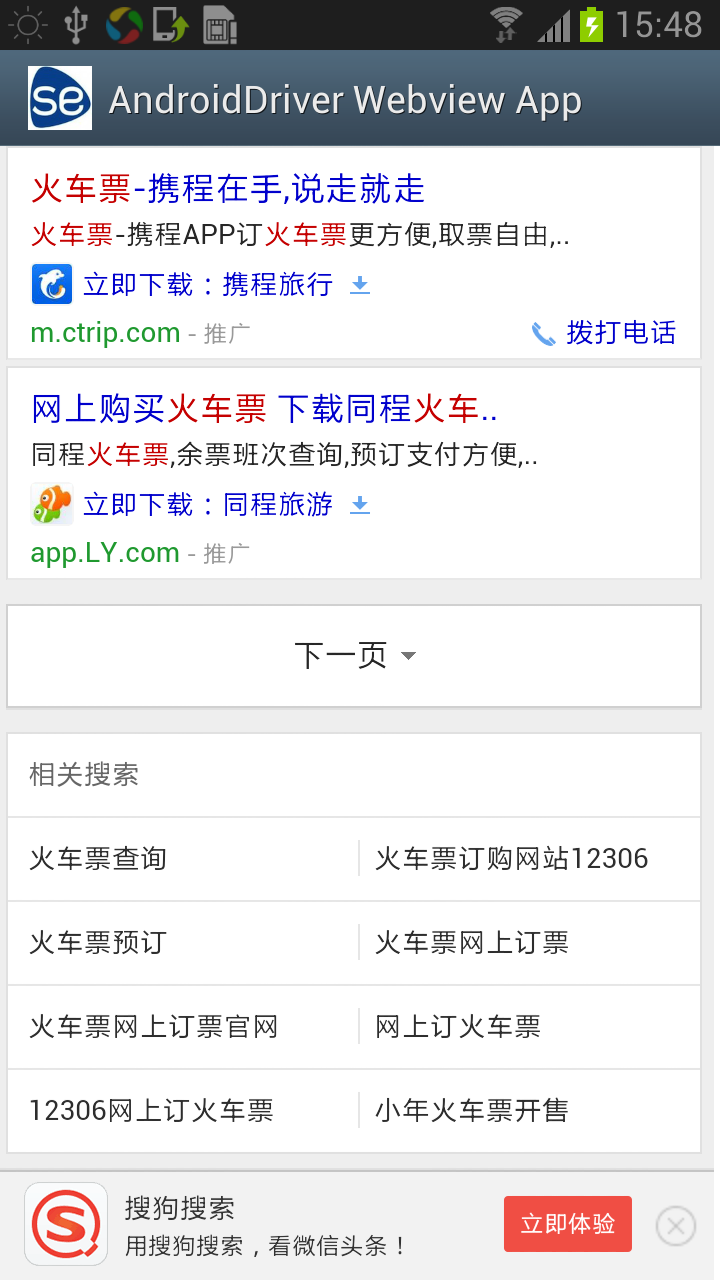 15:48
se AndroidDriver Webview App
火车票-携程在手,说走就走
火车票-携程APP订火车票更方便,取票自由,..
立即下载：携程旅行
m.ctrip.com - 推广 拨打电话
网上购买火车票 下载同程火车..
同程火车票,余票班次查询,预订支付方便,..
立即下载：同程旅游
app.LY.com - 推广
下一页
相关搜索
火车票查询 火车票订购网站12306
火车票预订 火车票网上订票
火车票网上订票官网 网上订火车票
12306网上订火车票 小年火车票开售
搜狗搜索
用搜狗搜索，看微信头条！
立即体验